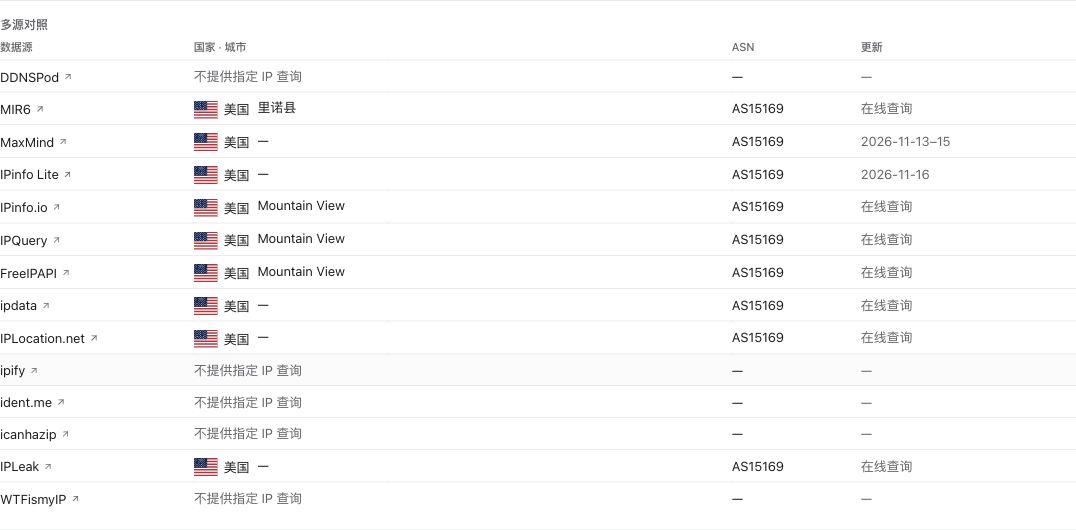 多源对照
数据源 国家 · 城市 ASN 更新
DDNSPod ↗ 不提供指定 IP 查询 — —
MIR6 ↗ 美国 里诺县 AS15169 在线查询
MaxMind ↗ 美国 — AS15169 2026-11-13–15
IPinfo Lite ↗ 美国 — AS15169 2026-11-16
IPinfo.io ↗ 美国 Mountain View AS15169 在线查询
IPQuery ↗ 美国 Mountain View AS15169 在线查询
FreeIPAPI ↗ 美国 Mountain View AS15169 在线查询
ipdata ↗ 美国 — AS15169 在线查询
IPLocation.net ↗ 美国 — AS15169 在线查询
ipify ↗ 不提供指定 IP 查询 — —
ident.me ↗ 不提供指定 IP 查询 — —
icanhazip ↗ 不提供指定 IP 查询 — —
IPLeak ↗ 美国 — AS15169 在线查询
WTFismyIP ↗ 不提供指定 IP 查询 — —